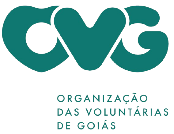 OVG
ORGANIZAÇÃO
DAS VOLUNTÁRIAS
DE GOIÁS